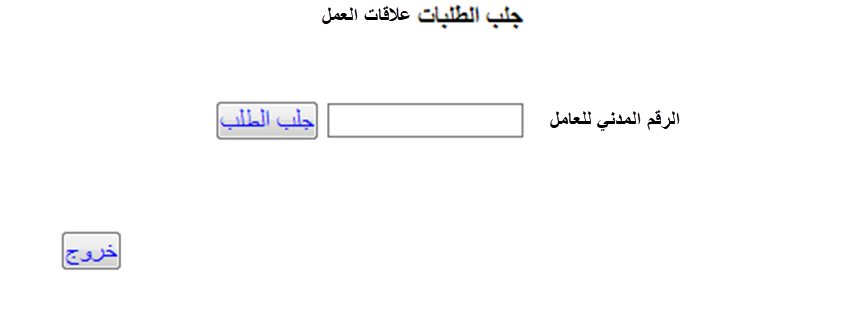 جلب الطلبات علاقات العمل
الرقم المدني للعامل جلب الطلب
خروج